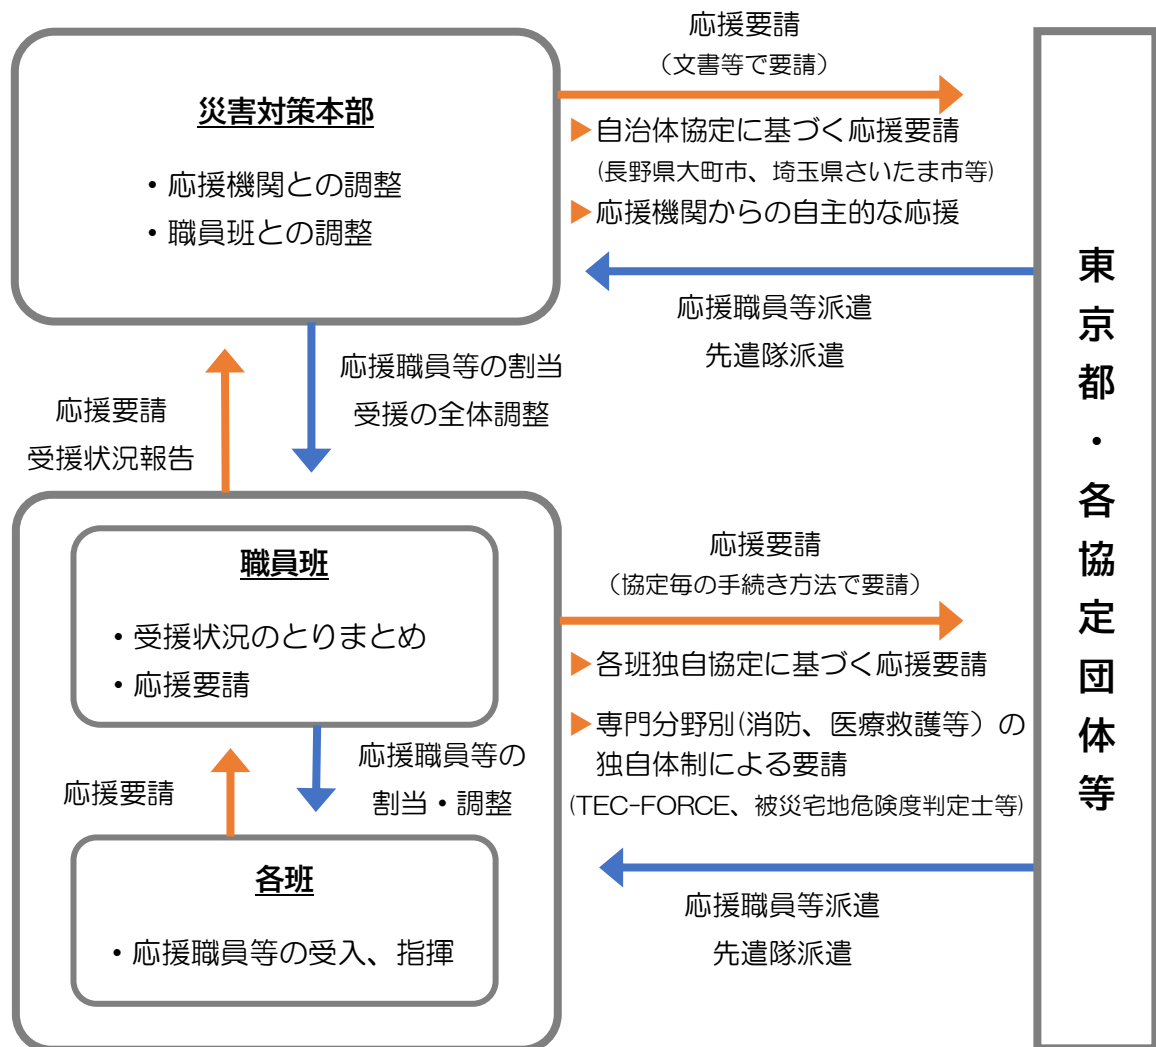 災害対策本部
・応援機関との調整
・職員班との調整
応援要請
（文書等で要請）
▶自治体協定に基づく応援要請
(長野県大町市、埼玉県さいたま市等)
▶応援機関からの自主的な応援
応援職員等派遣
先遣隊派遣
応援要請
受援状況報告
応援職員等の割当
受援の全体調整
職員班
・受援状況のとりまとめ
・応援要請
応援要請
応援職員等の
割当・調整
各班
・応援職員等の受入、指揮
応援要請
（協定毎の手続き方法で要請）
▶各班独自協定に基づく応援要請
▶専門分野別(消防、医療救護等）の
独自体制による要請
(TEC-FORCE、被災宅地危険度判定士等)
応援職員等派遣
先遣隊派遣
東京都・各協定団体等